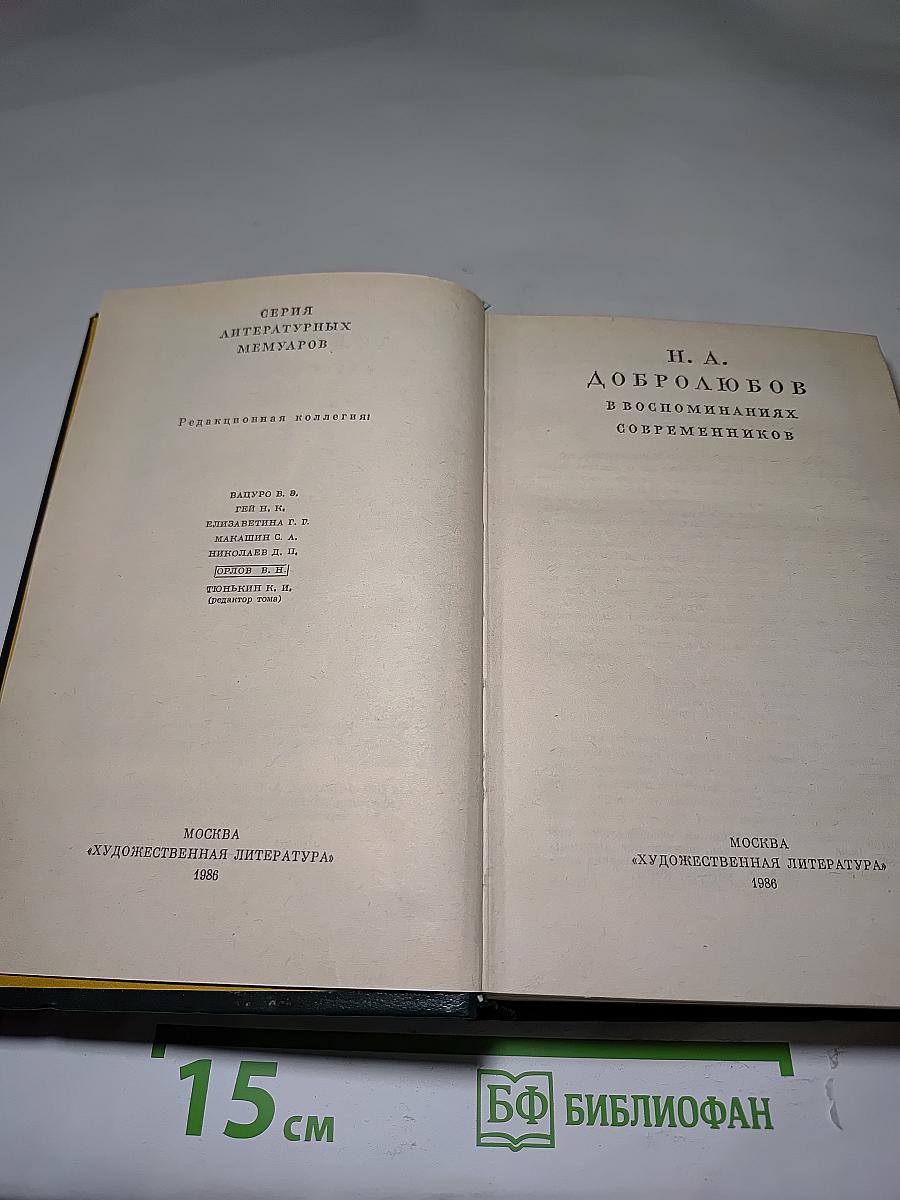 СЕРИЯ
ЛИТЕРАТУРНЫХ
МЕМУАРОВ
Редакционная коллегия:
ВАЦУРО В. Э.
ГЕЙ Н. К.
ЕЛИЗАВЕТИНА Г. Г.
МАКАШИН С. А.
НИКОЛАЕВ Д. П.
ОРЛОВ В. Н.
ТЮНЬКИН К. И.
(редактор тома)
МОСКВА
«ХУДОЖЕСТВЕННАЯ ЛИТЕРАТУРА»
1986
Н. А.
ДОБРОЛЮБОВ
В ВОСПОМИНАНИЯХ
СОВРЕМЕННИКОВ
МОСКВА
«ХУДОЖЕСТВЕННАЯ ЛИТЕРАТУРА»
1986
15 см
БФ БИБЛИОФАН